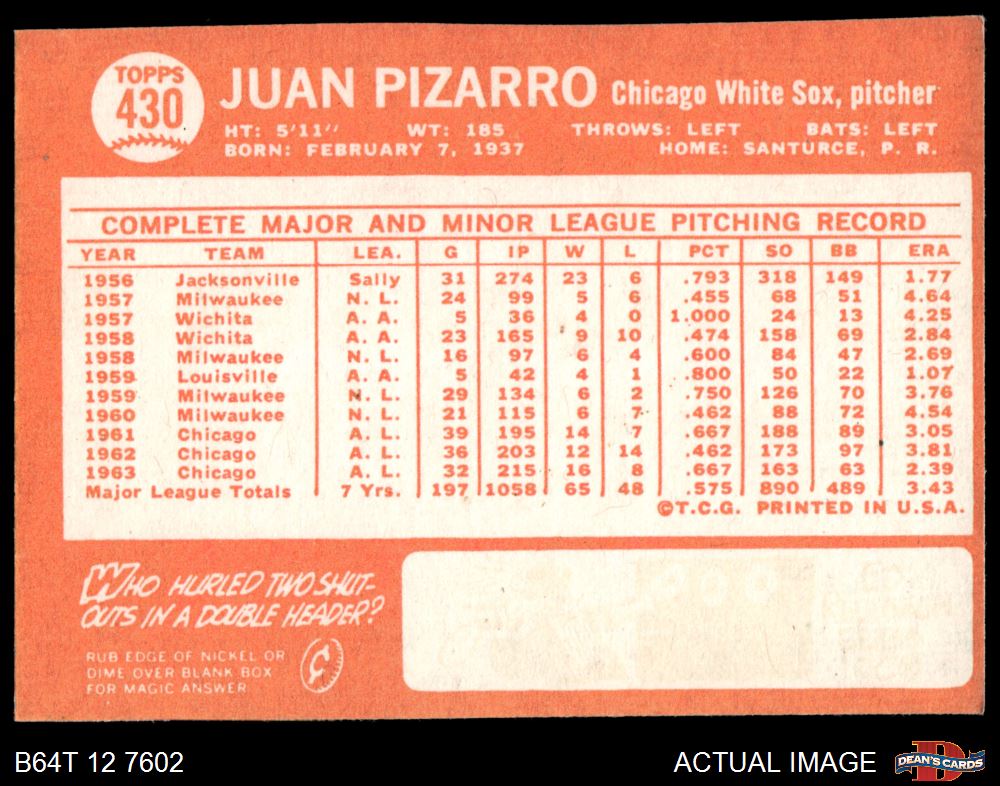 TOPPS
430
JUAN PIZARRO Chicago White Sox, pitcher
HT: 5'11" WT: 185 THROWS: LEFT BATS: LEFT
BORN: FEBRUARY 7, 1937 HOME: SANTURCE, P. R.
COMPLETE MAJOR AND MINOR LEAGUE PITCHING RECORD
YEAR TEAM LEA. G IP W L PCT SO BB ERA
1956 Jacksonville Sally 31 274 23 6 .793 318 149 1.77
1957 Milwaukee N. L. 24 99 5 6 .455 68 51 4.64
1957 Wichita A. A. 5 36 4 0 1.000 24 13 4.25
1958 Wichita A. A. 23 165 9 10 .474 158 69 2.84
1958 Milwaukee N. L. 16 97 6 4 .600 84 47 2.69
1959 Louisville A. A. 5 42 4 1 .800 50 22 1.07
1959 Milwaukee N. L. 29 134 6 2 .750 126 70 3.76
1960 Milwaukee N. L. 21 115 6 7 .462 88 72 4.54
1961 Chicago A. L. 39 195 14 7 .667 188 89 3.05
1962 Chicago A. L. 36 203 12 14 .462 173 97 3.81
1963 Chicago A. L. 32 215 16 8 .667 163 63 2.39
Major League Totals 7 Yrs. 197 1058 65 48 .575 890 489 3.43
©T.C.G. PRINTED IN U.S.A.
WHO HURLED TWO SHUT-
OUTS IN A DOUBLE HEADER?
RUB EDGE OF NICKEL OR
DIME OVER BLANK BOX
FOR MAGIC ANSWER
B64T 12 7602 ACTUAL IMAGE
DEAN'S CARDS